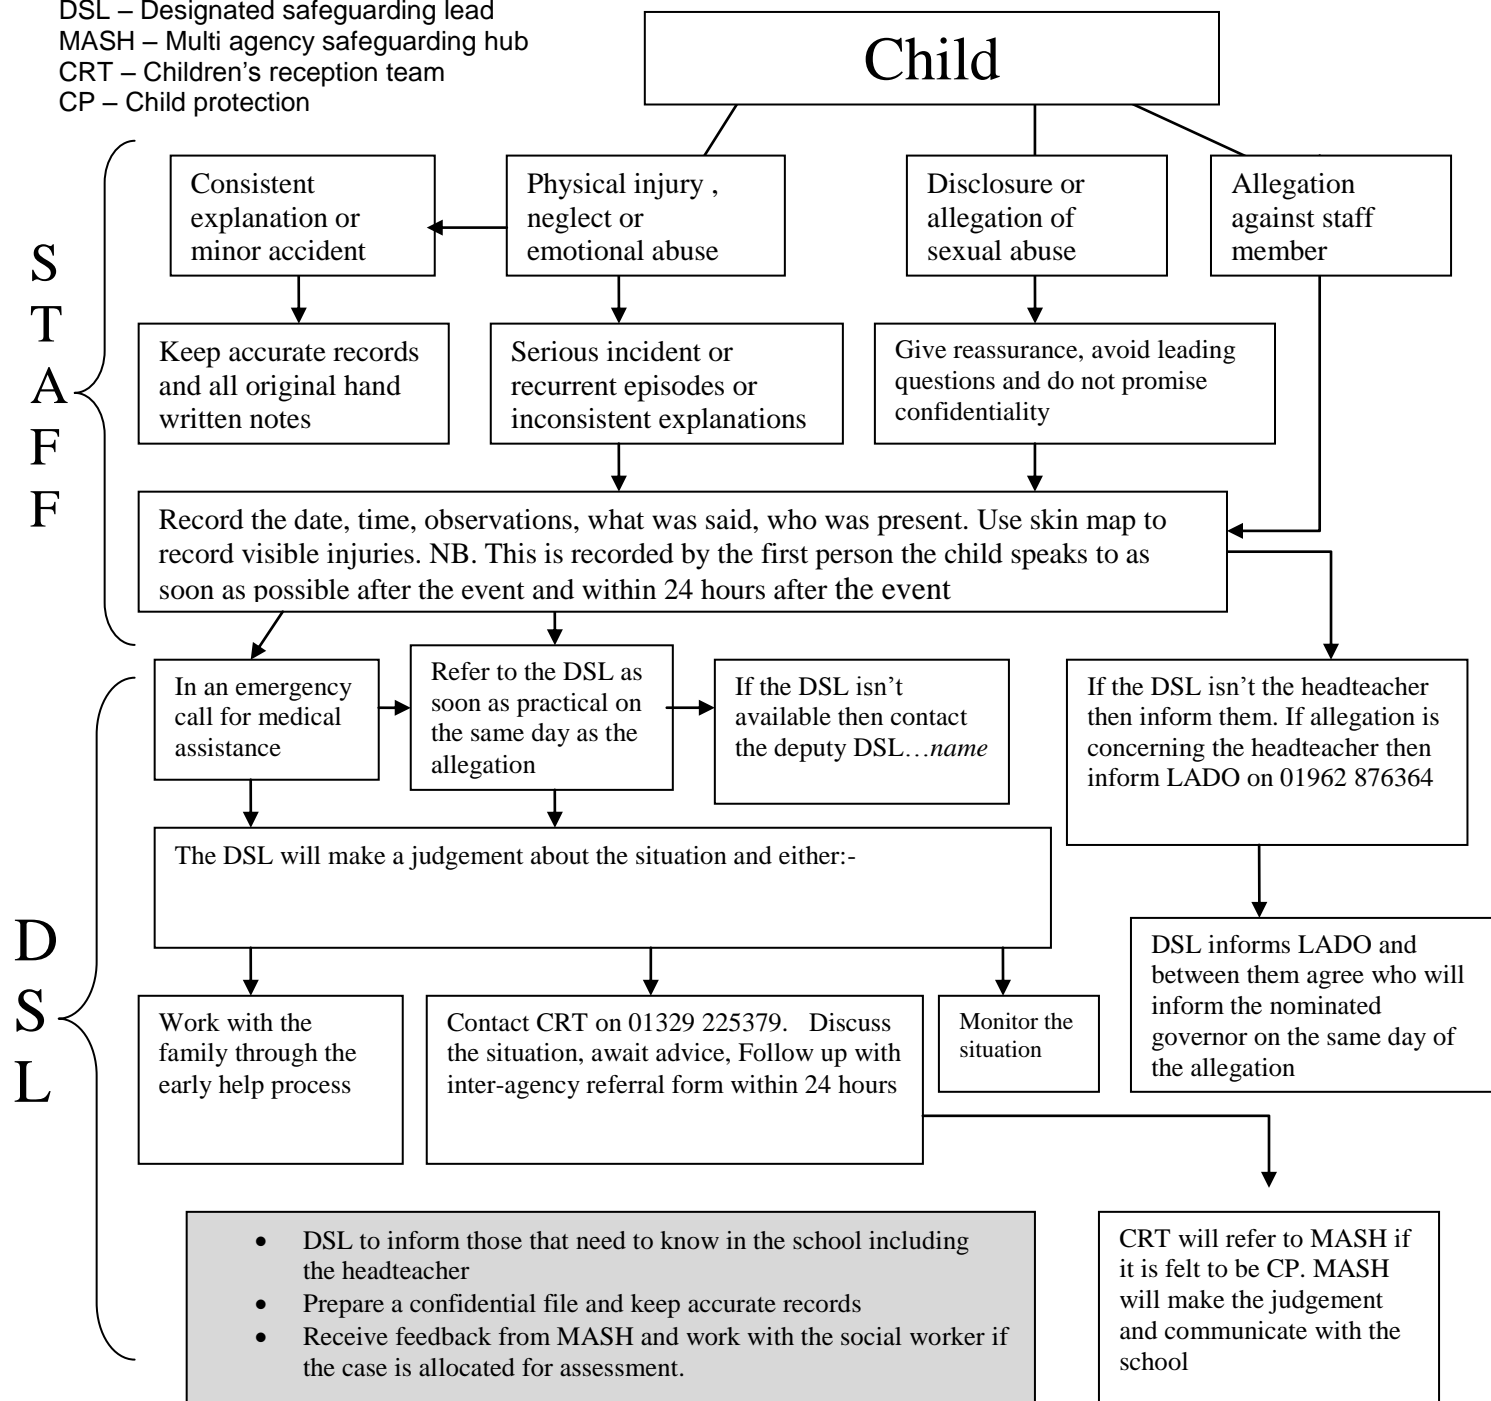 DSL – Designated safeguarding lead
MASH – Multi agency safeguarding hub
CRT – Children's reception team
CP – Child protection
Child
S
T
A
F
F
Consistent
explanation or
minor accident
Physical injury ,
neglect or
emotional abuse
Disclosure or
allegation of
sexual abuse
Allegation
against staff
member
Keep accurate records
and all original hand
written notes
Serious incident or
recurrent episodes or
inconsistent explanations
Give reassurance, avoid leading
questions and do not promise
confidentiality
Record the date, time, observations, what was said, who was present. Use skin map to
record visible injuries. NB. This is recorded by the first person the child speaks to as
soon as possible after the event and within 24 hours after the event
D
S
L
In an emergency
call for medical
assistance
Refer to the DSL as
soon as practical on
the same day as the
allegation
If the DSL isn't
available then contact
the deputy DSL…name
If the DSL isn't the headteacher
then inform them. If allegation is
concerning the headteacher then
inform LADO on 01962 876364
The DSL will make a judgement about the situation and either:-
DSL informs LADO and
between them agree who will
inform the nominated
governor on the same day of
the allegation
Work with the
family through the
early help process
Contact CRT on 01329 225379.   Discuss
the situation, await advice, Follow up with
inter-agency referral form within 24 hours
Monitor the
situation
• DSL to inform those that need to know in the school including
the headteacher
• Prepare a confidential file and keep accurate records
• Receive feedback from MASH and work with the social worker if
the case is allocated for assessment.
CRT will refer to MASH if
it is felt to be CP. MASH
will make the judgement
and communicate with the
school